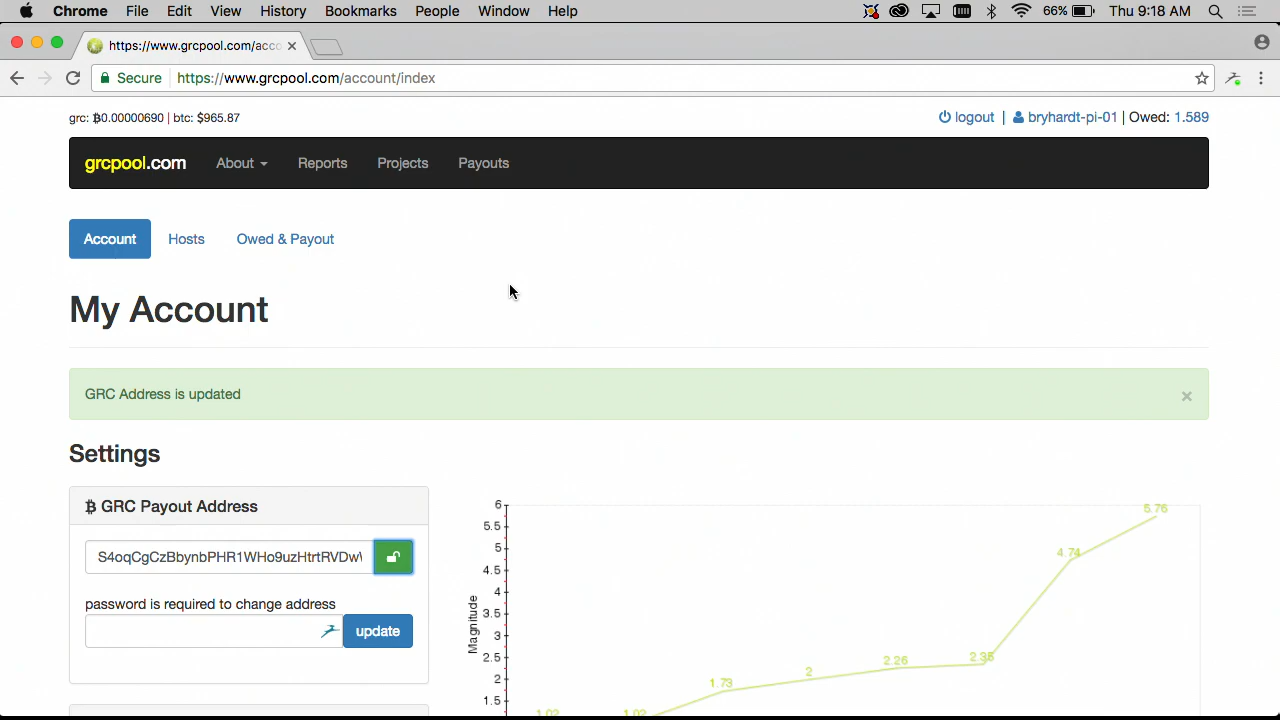 Chrome File Edit View History Bookmarks People Window Help 66% Thu 9:18 AM
https://www.grcpool.com/acco
Secure https://www.grcpool.com/account/index
grc: ฿0.00000690 | btc: $965.87 logout | bryhardt-pi-01 | Owed: 1.589
grcpool.com About Reports Projects Payouts
Account Hosts Owed & Payout
My Account
GRC Address is updated ×
Settings
GRC Payout Address
S4oqCgCzBbynbPHR1WHo9uzHtrtRVDw
password is required to change address
update
6
5.5
5
4.5
4
3.5
3
2.5
2
1.5
Magnitude
1.02 1.02 1.73 2 2.26 2.35 4.74 5.76